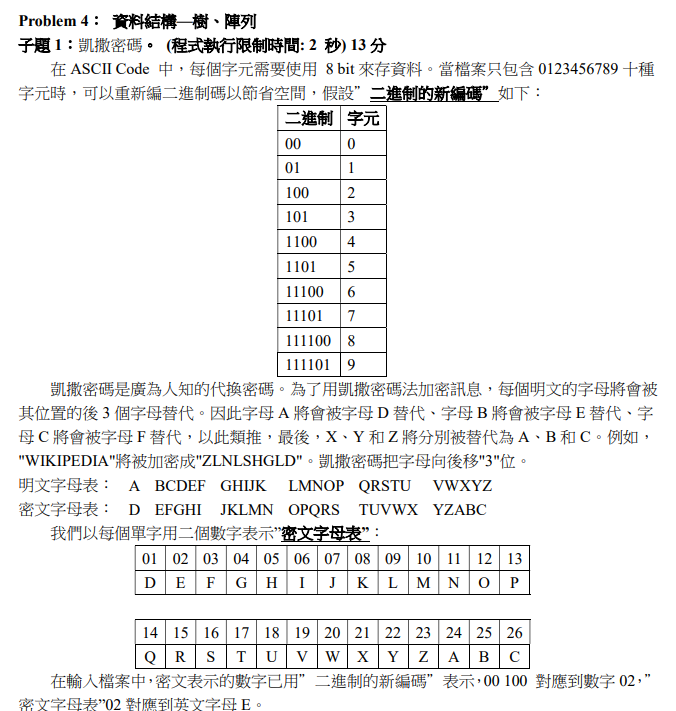 Problem 4： 資料結構—樹、陣列
子題 1：凱撒密碼。 (程式執行限制時間: 2 秒) 13 分
在 ASCII Code 中，每個字元需要使用 8 bit 來存資料。當檔案只包含 0123456789 十種
字元時，可以重新編二進制碼以節省空間，假設”二進制的新編碼”如下：
二進制 字元
00 0
01 1
100 2
101 3
1100 4
1101 5
11100 6
11101 7
111100 8
111101 9
凱撒密碼是廣為人知的代換密碼。為了用凱撒密碼法加密訊息，每個明文的字母將會被
其位置的後 3 個字母替代。因此字母 A 將會被字母 D 替代、字母 B 將會被字母 E 替代、字
母 C 將會被字母 F 替代，以此類推，最後，X、Y 和 Z 將分別被替代為 A、B 和 C。例如，
"WIKIPEDIA"將被加密成"ZLNLSHGLD"。凱撒密碼把字母向後移"3"位。
明文字母表： A BCDEF GHIJK LMNOP QRSTU VWXYZ
密文字母表： D EFGHI JKLMN OPQRS TUVWX YZABC
我們以每個單字用二個數字表示”密文字母表”：
01 02 03 04 05 06 07 08 09 10 11 12 13
D E F G H I J K L M N O P
14 15 16 17 18 19 20 21 22 23 24 25 26
Q R S T U V W X Y Z A B C
在輸入檔案中，密文表示的數字已用”二進制的新編碼”表示，00 100 對應到數字 02，”
密文字母表”02 對應到英文字母 E。